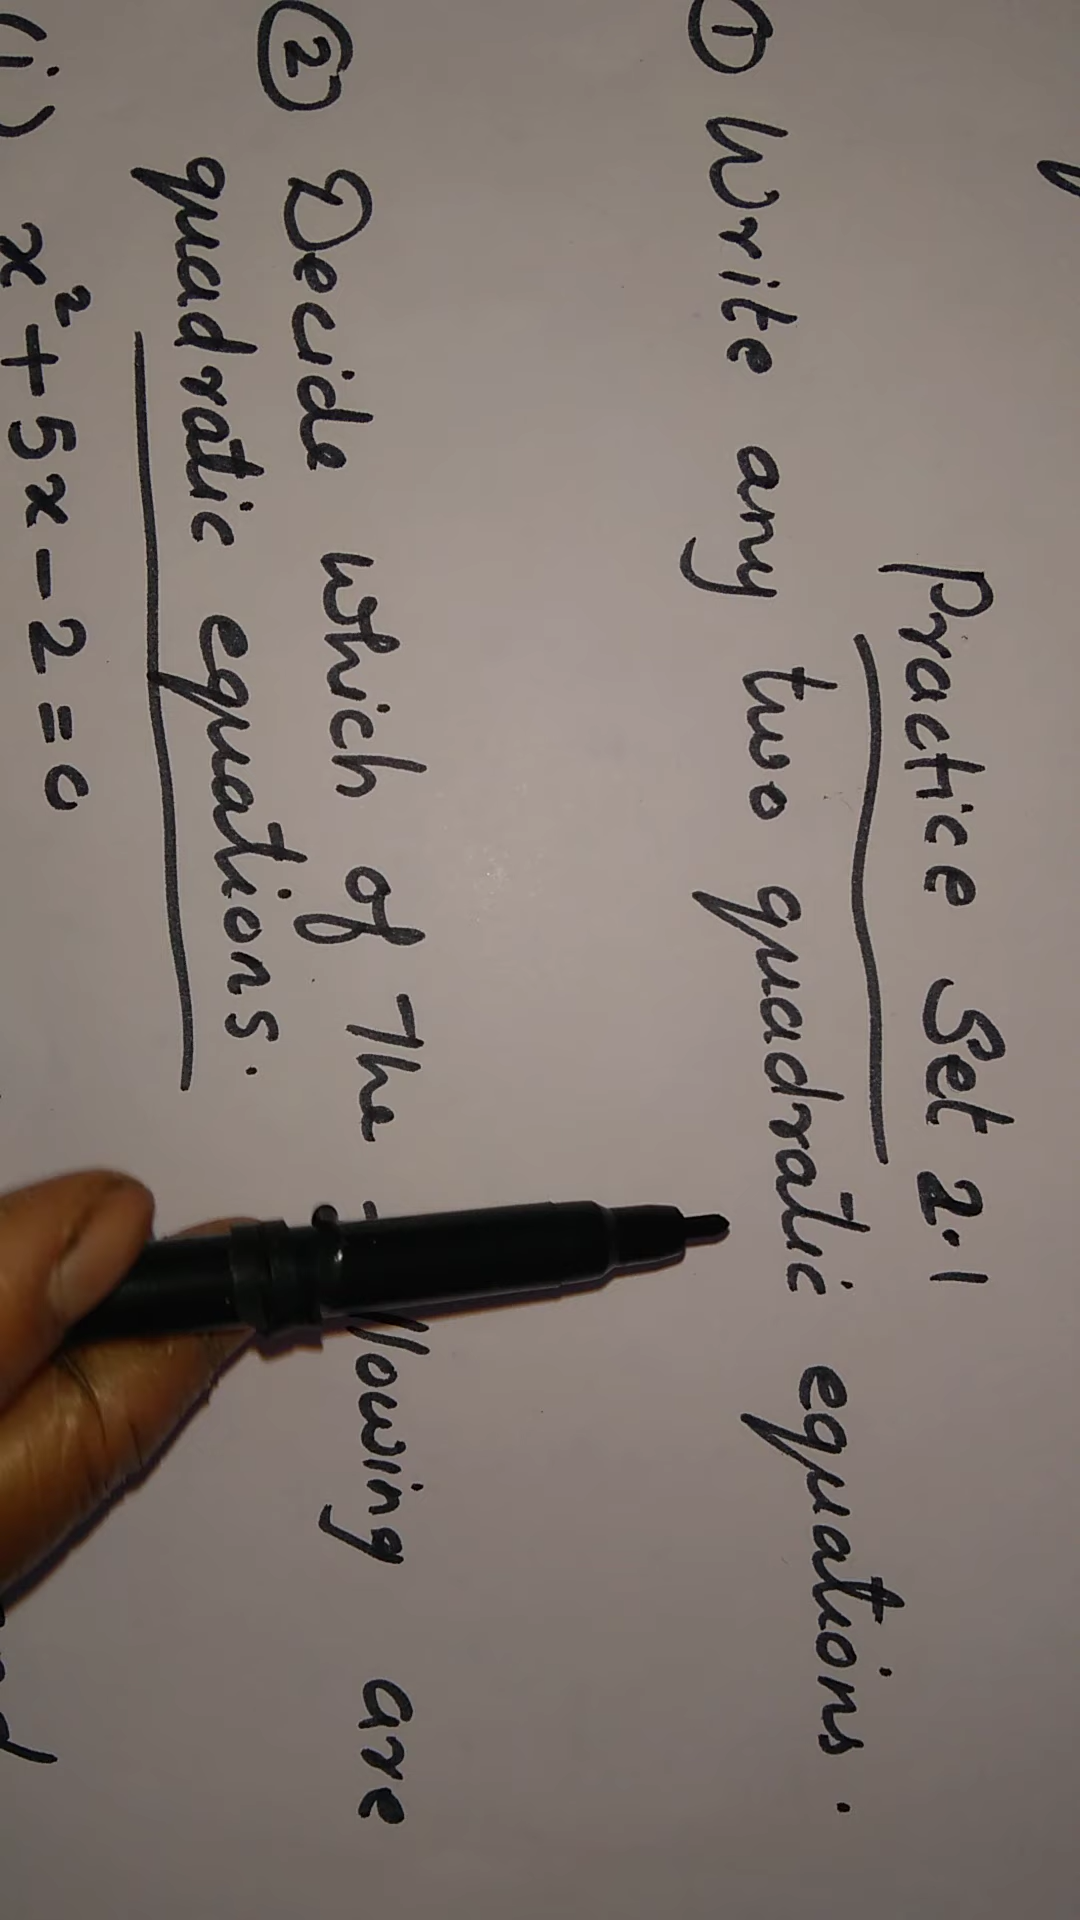 Practice Set 2.1
① Write any two quadratic equations.
② Decide which of the are
quadratic equations.
(i) x²+5x-2=0